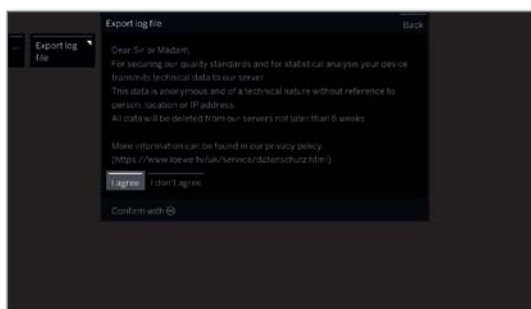 Export log file
Back
Export log
file
Dear Sir or Madam,
For securing our quality standards and for statistical analysis your device
transmits technical data to our server.
This data is anonymous and of a technical nature without reference to
person, location or IP address.
All data will be deleted from our servers not later than 6 weeks
More information can be found in our privacy policy.
(https://www.loewe.tv/uk/service/datenschutz.html)
I agree
I don't agree
Confirm with OK